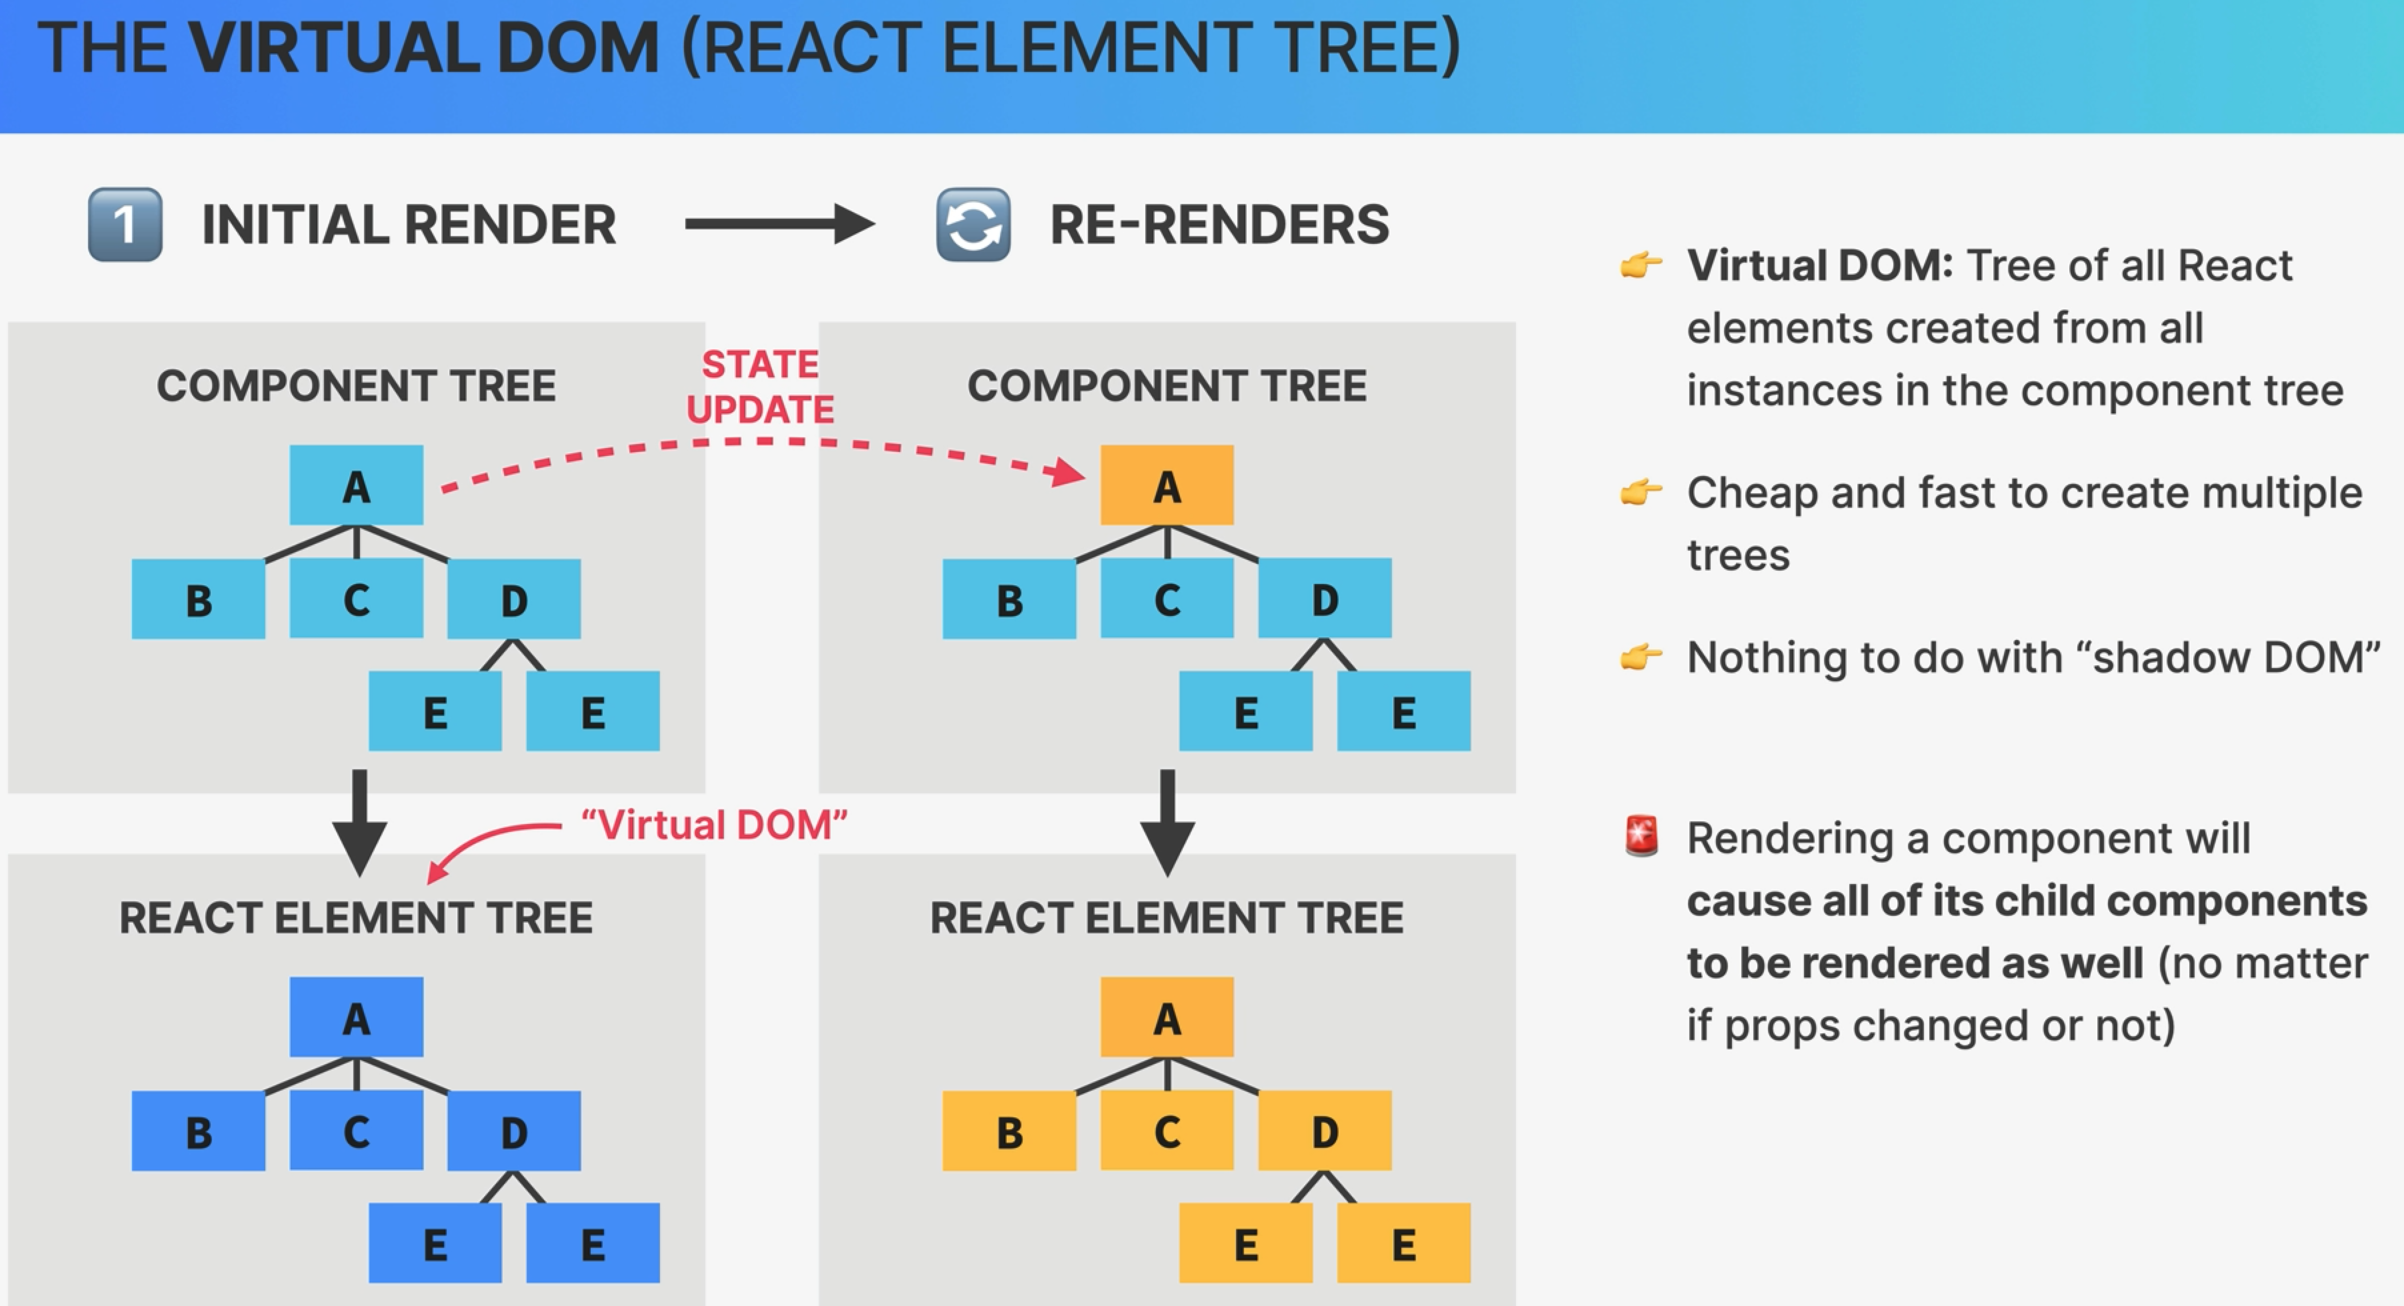 THE VIRTUAL DOM (REACT ELEMENT TREE)
1 INITIAL RENDER
RE-RENDERS
COMPONENT TREE
A
B C D
E E
STATE
UPDATE
COMPONENT TREE
A
B C D
E E
“Virtual DOM”
REACT ELEMENT TREE
A
B C D
E E
REACT ELEMENT TREE
A
B C D
E E
Virtual DOM: Tree of all React
elements created from all
instances in the component tree
Cheap and fast to create multiple
trees
Nothing to do with “shadow DOM”
Rendering a component will
cause all of its child components
to be rendered as well (no matter
if props changed or not)